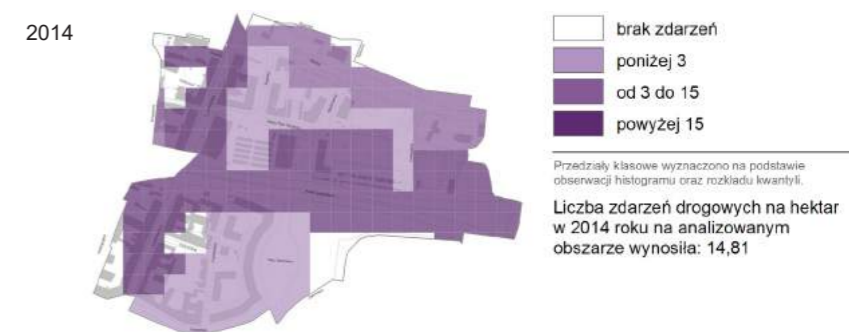 2014
brak zdarzeń
poniżej 3
od 3 do 15
powyżej 15
Przedziały klasowe wyznaczono na podstawie
obserwacji histogramu oraz rozkładu kwantyli.
Liczba zdarzeń drogowych na hektar
w 2014 roku na analizowanym
obszarze wynosiła: 14,81